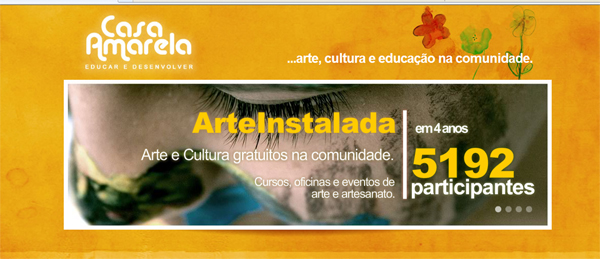 Casa
Amarela
EDUCAR E DESENVOLVER
...arte, cultura e educação na comunidade.
ArteInstalada
Arte e Cultura gratuitos na comunidade.
Cursos, oficinas e eventos de
arte e artesanato.
em 4 anos
5192
participantes